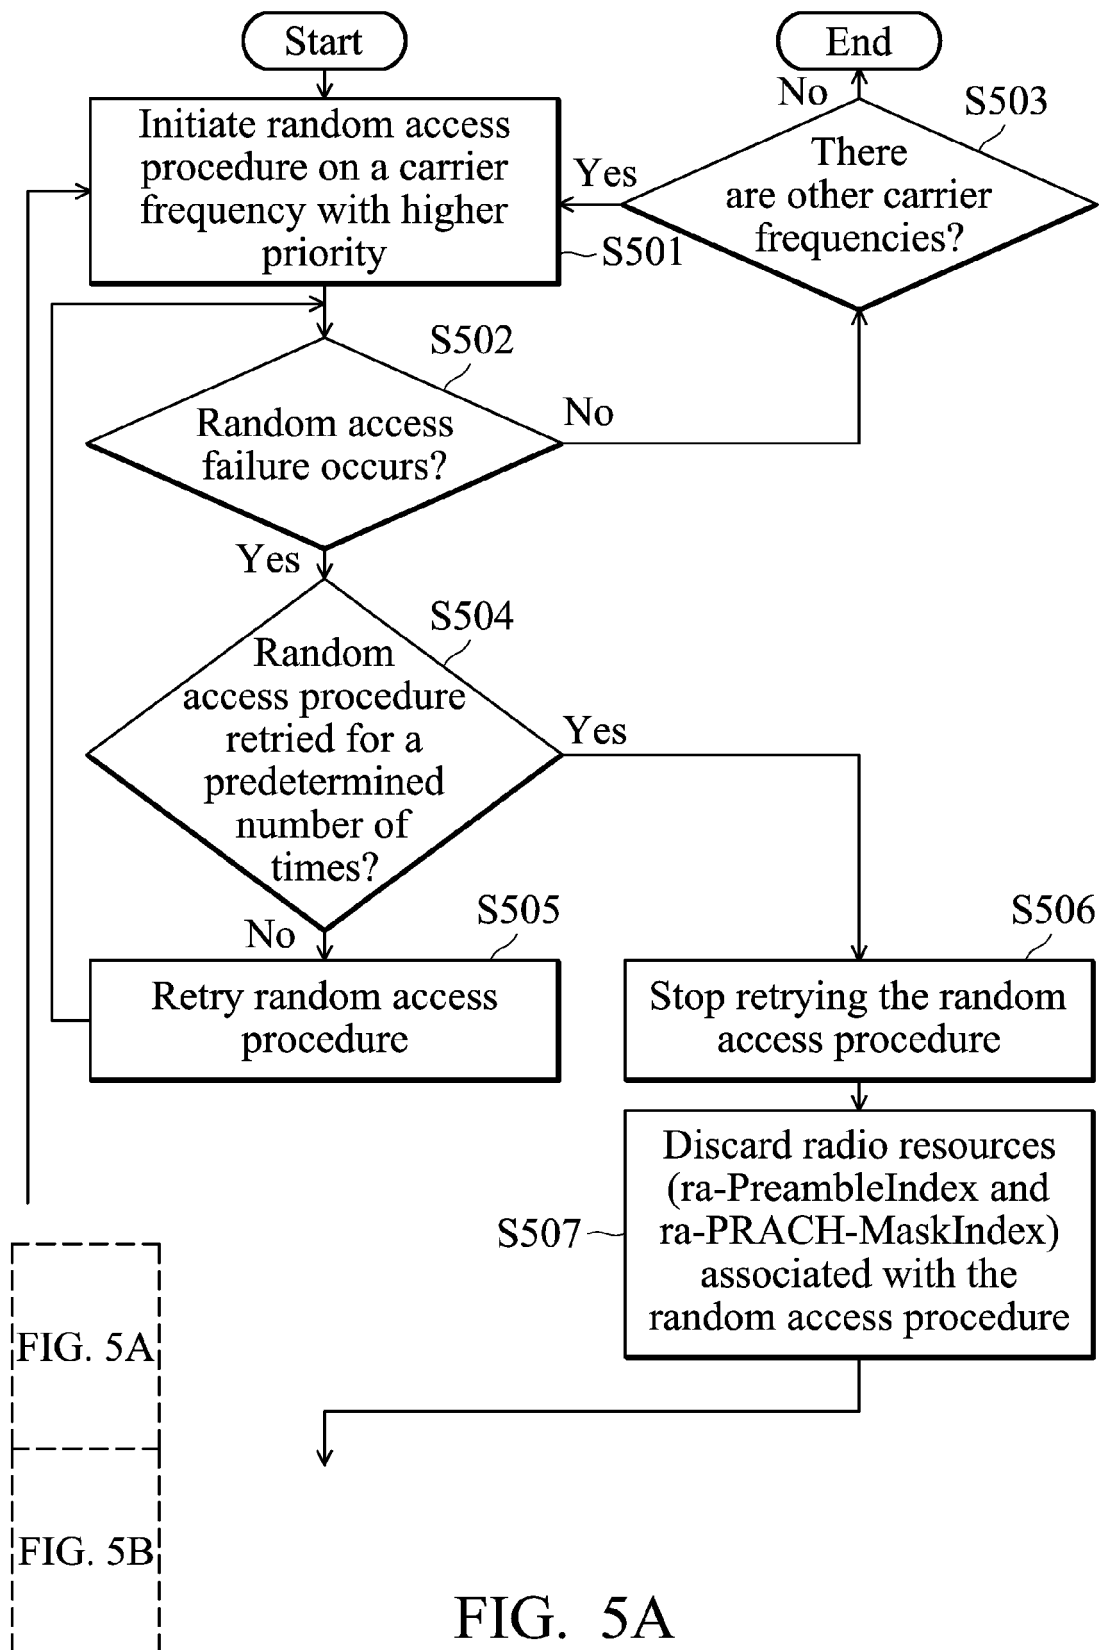 Start
End
Initiate random access
procedure on a carrier
frequency with higher
priority
S501
Yes
No
S503
There
are other carrier
frequencies?
S502
Random access
failure occurs?
No
Yes
S504
Random
access procedure
retried for a
predetermined
number of
times?
Yes
No
S505
Retry random access
procedure
S506
Stop retrying the random
access procedure
S507
Discard radio resources
(ra-PreambleIndex and
ra-PRACH-MaskIndex)
associated with the
random access procedure
FIG. 5A
FIG. 5B
FIG. 5A